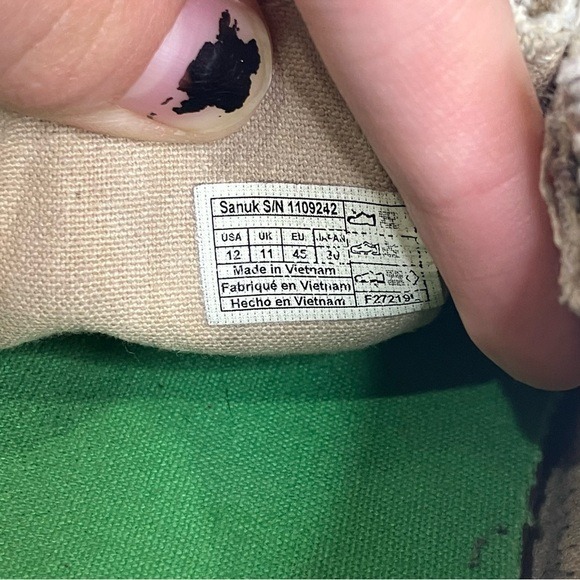 Sanuk S/N 1109242
USA UK EU JAPAN
12 11 45 30
Made in Vietnam
Fabriqué en Vietnam
Hecho en Vietnam